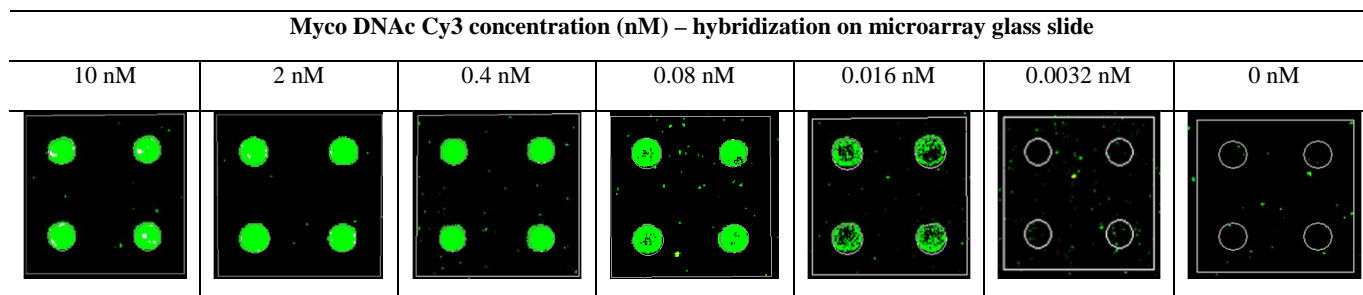 Myco DNAc Cy3 concentration (nM) – hybridization on microarray glass slide
10 nM 2 nM 0.4 nM 0.08 nM 0.016 nM 0.0032 nM 0 nM